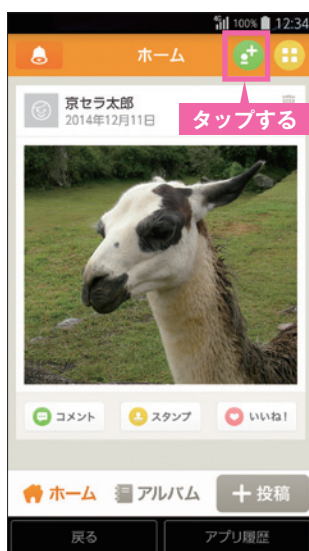 4G 100% 12:34
ホーム
京セラ太郎
2014年12月11日
タップする
コメント
スタンプ
いいね!
ホーム
アルバム
+投稿
戻る
アプリ履歴